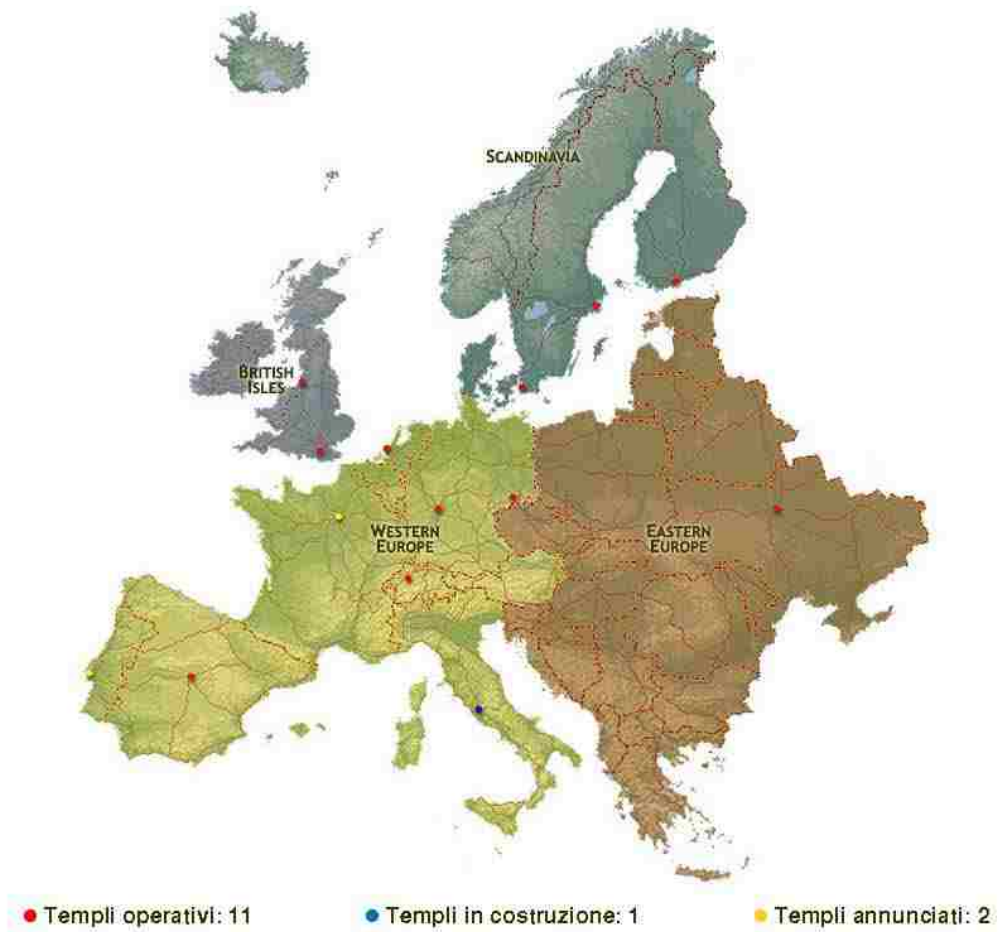 SCANDINAVIA
BRITISH
ISLES
WESTERN
EUROPE
EASTERN
EUROPE
Templi operativi: 11
Templi in costruzione: 1
Templi annunciati: 2